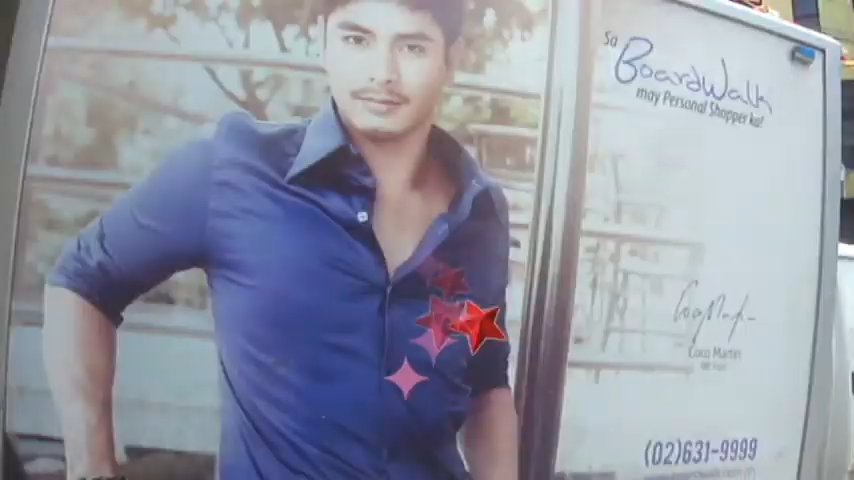 Sa
BoardWalk
may Personal Shopper ka!
Coco Martin
(02)631-9999